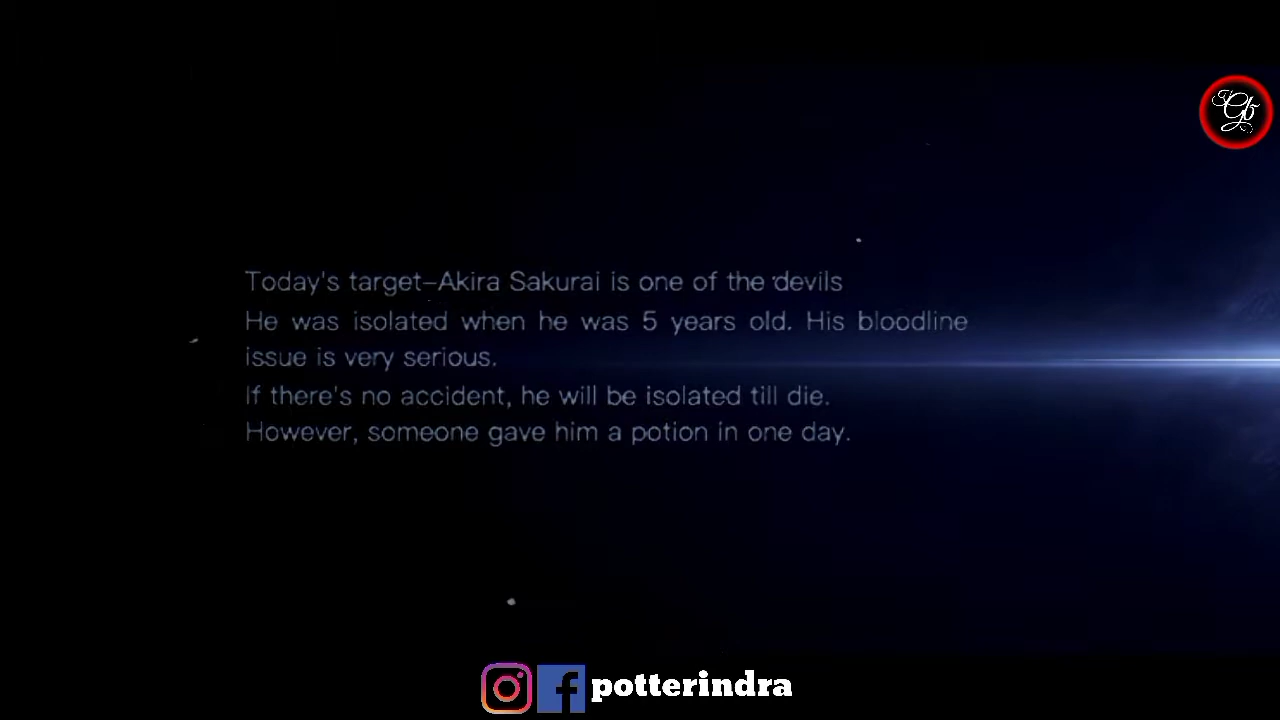 Gb
Today's target–Akira Sakurai is one of the devils
He was isolated when he was 5 years old. His bloodline
issue is very serious.
If there's no accident, he will be isolated till die.
However, someone gave him a potion in one day.
potterindra